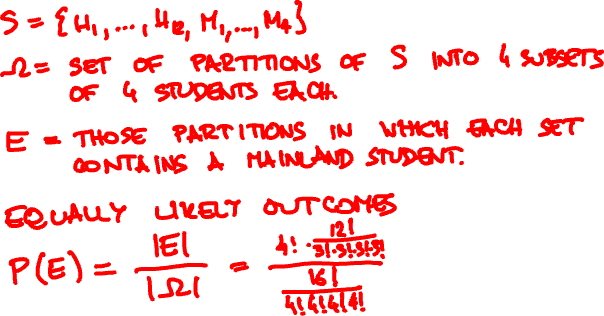 S = {H₁, ..., H₁₂, M₁, ..., M₄}
Ω = SET OF PARTITIONS OF S INTO 4 SUBSETS
OF 4 STUDENTS EACH.
E = THOSE PARTITIONS IN WHICH EACH SET
CONTAINS A MAINLAND STUDENT.
EQUALLY LIKELY OUTCOMES
P(E) = |E| / |Ω| = (4! · 12! / (3!·3!·3!·3!)) / (16! / (4!4!4!4!))